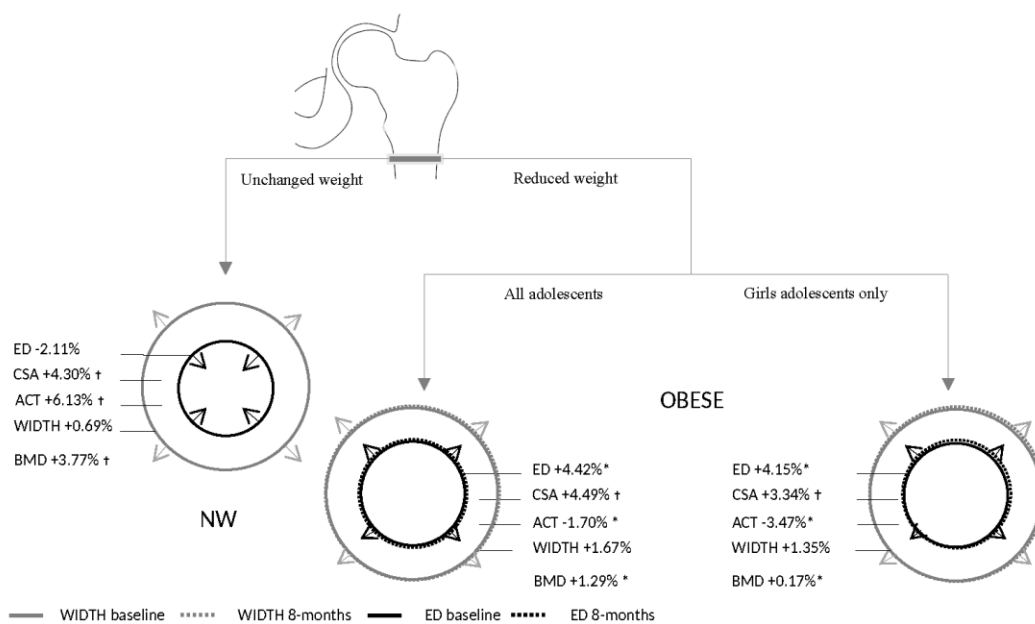 Unchanged weight
Reduced weight
All adolescents
Girls adolescents only
ED -2.11%
CSA +4.30% †
ACT +6.13% †
WIDTH +0.69%
BMD +3.77% †
NW
OBESE
ED +4.42%*
CSA +4.49% †
ACT -1.70% *
WIDTH +1.67%
BMD +1.29% *
ED +4.15%*
CSA +3.34% †
ACT -3.47%*
WIDTH +1.35%
BMD +0.17%*
WIDTH baseline WIDTH 8-months ED baseline ED 8-months